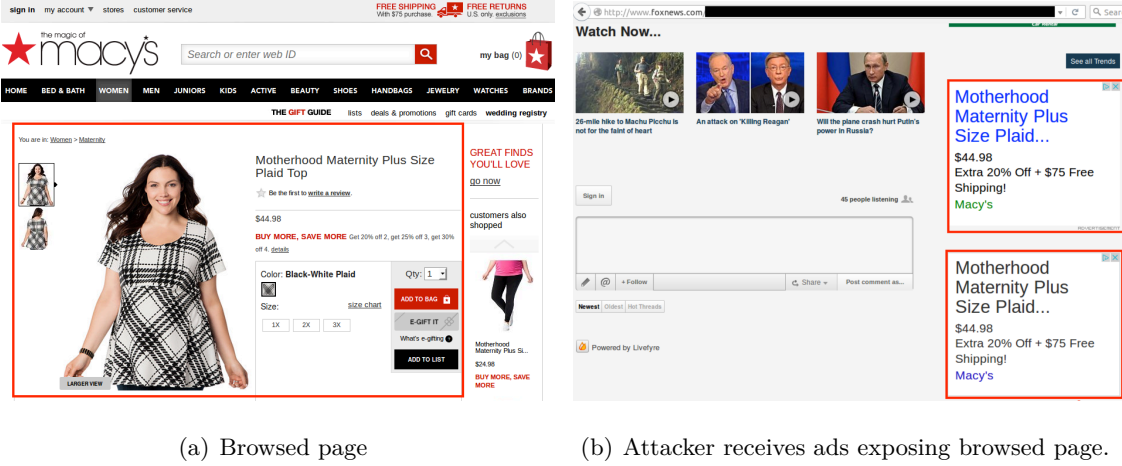 sign in my account ▼ stores customer service
FREE SHIPPING
With $75 purchase.
FREE RETURNS
U.S. only. exclusions
the magic of
macy's
Search or enter web ID
my bag (0)
HOME BED & BATH WOMEN MEN JUNIORS KIDS ACTIVE BEAUTY SHOES HANDBAGS JEWELRY WATCHES BRANDS
THE GIFT GUIDE lists deals & promotions gift cards wedding registry
You are in: Women > Maternity
Motherhood Maternity Plus Size
Plaid Top
Be the first to write a review.
$44.98
BUY MORE, SAVE MORE Get 20% off 2, get 25% off 3, get 30%
off 4. details
Color: Black-White Plaid
Size:
size chart
1X 2X 3X
Qty: 1
ADD TO BAG
E-GIFT IT
What's e-gifting
ADD TO LIST
LARGER VIEW
GREAT FINDS
YOU'LL LOVE
go now
customers also
shopped
Motherhood
Maternity Plus Si...
$24.98
BUY MORE, SAVE
MORE
(a) Browsed page
http://www.foxnews.com
Sear
Watch Now...
See all Trends
26-mile hike to Machu Picchu is
not for the faint of heart
An attack on 'Killing Reagan'
Will the plane crash hurt Putin's
power in Russia?
Sign in
45 people listening
@ + Follow
Share
Post comment as...
Newest Oldest Hot Threads
Powered by Livefyre
Motherhood
Maternity Plus
Size Plaid...
$44.98
Extra 20% Off + $75 Free
Shipping!
Macy's
ADVERTISEMENT
Motherhood
Maternity Plus
Size Plaid...
$44.98
Extra 20% Off + $75 Free
Shipping!
Macy's
(b) Attacker receives ads exposing browsed page.